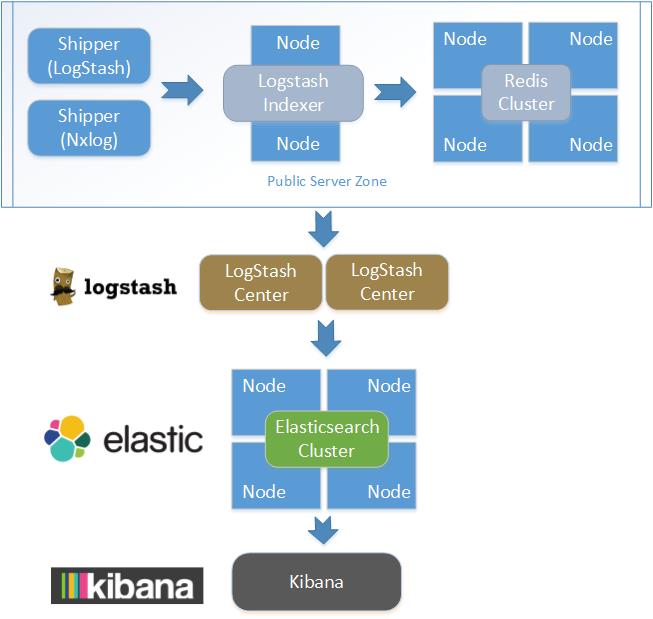 Shipper
(LogStash)
Shipper
(Nxlog)
Node
Logstash
Indexer
Node
Node
Node
Redis
Cluster
Node
Node
Public Server Zone
logstash
LogStash
Center
LogStash
Center
elastic
Node
Node
Elasticsearch
Cluster
Node
Node
kibana
Kibana